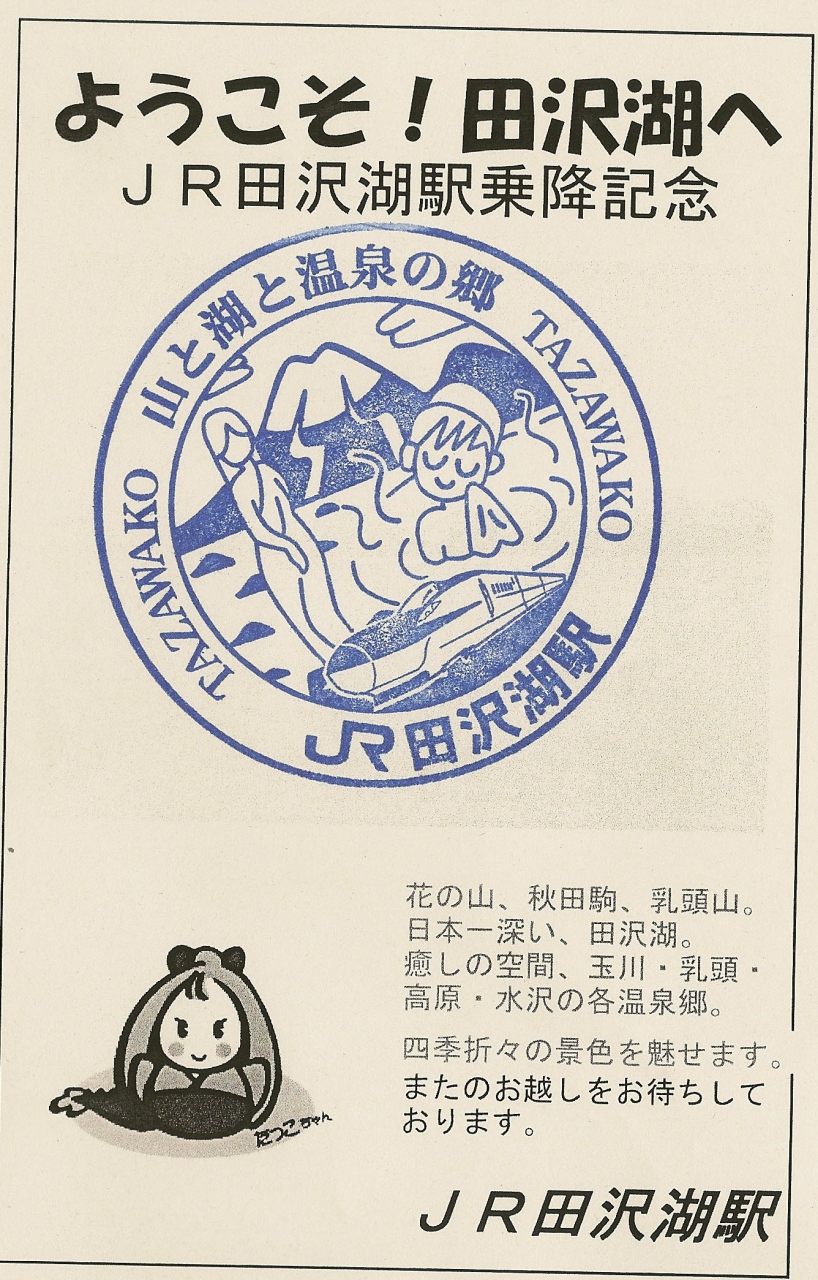 ようこそ！田沢湖へ
ＪＲ田沢湖駅乗降記念
山と湖と温泉の郷
TAZAWAKO
TAZAWAKO
JR田沢湖駅
花の山、秋田駒、乳頭山。
日本一深い、田沢湖。
癒しの空間、玉川・乳頭・
高原・水沢の各温泉郷。
四季折々の景色を魅せます。
またのお越しをお待ちして
おります。
たつこちゃん
ＪＲ田沢湖駅